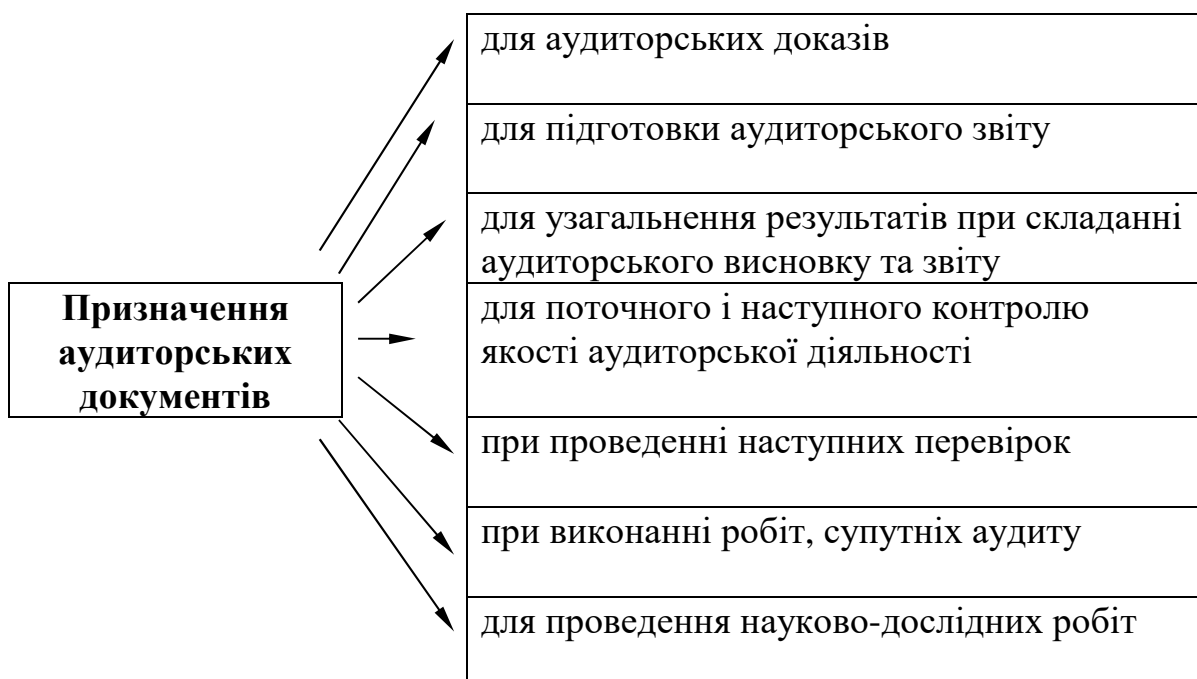 Призначення
аудиторських
документів
для аудиторських доказів
для підготовки аудиторського звіту
для узагальнення результатів при складанні
аудиторського висновку та звіту
для поточного і наступного контролю
якості аудиторської діяльності
при проведенні наступних перевірок
при виконанні робіт, супутніх аудиту
для проведення науково-дослідних робіт